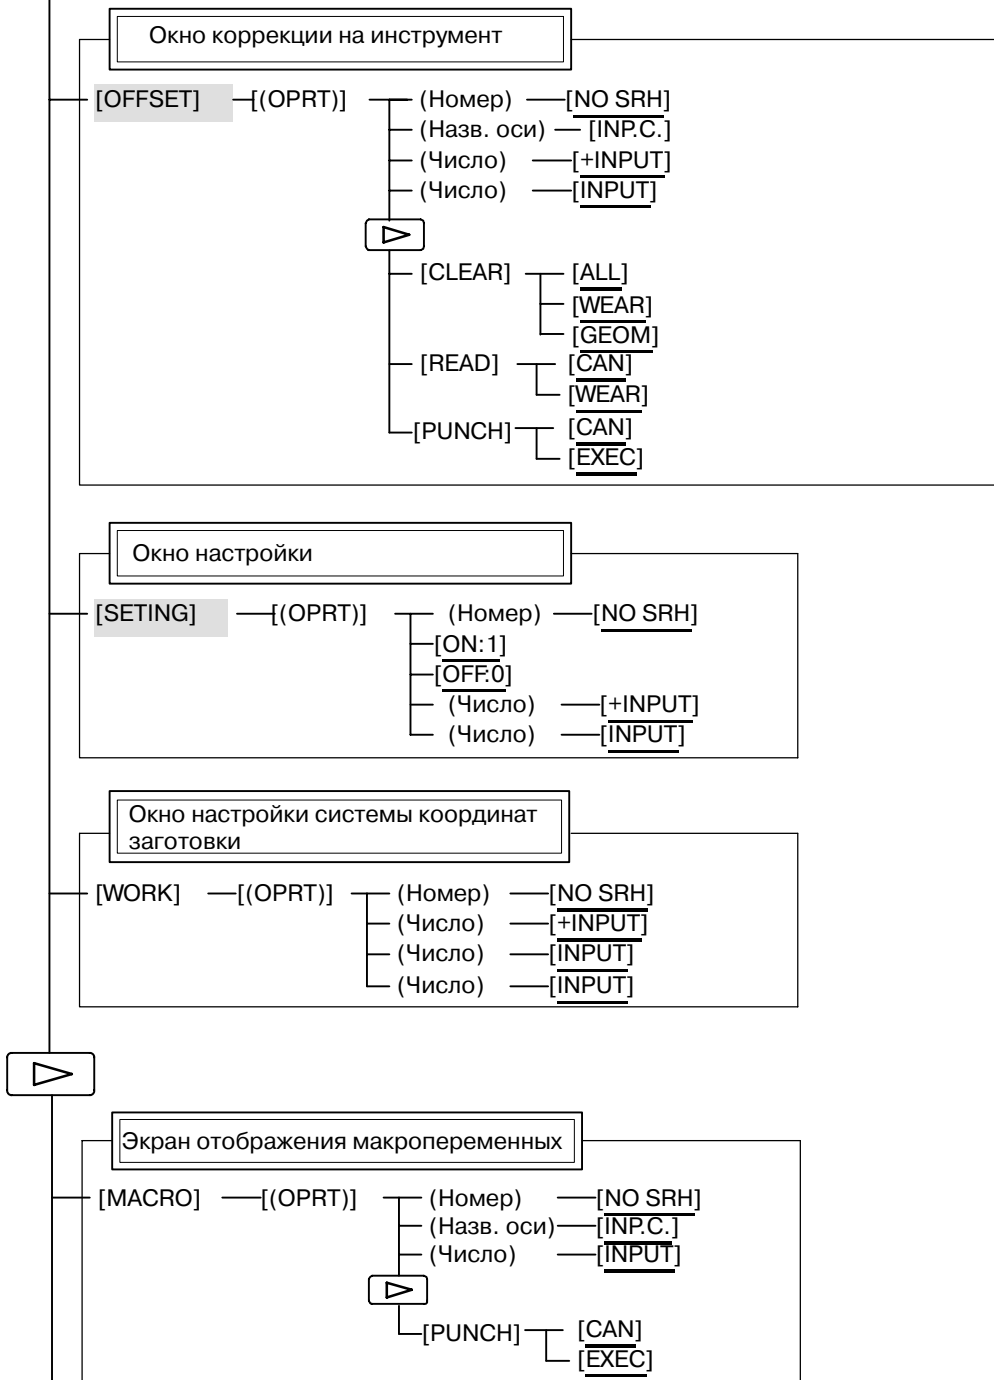 Окно коррекции на инструмент
[OFFSET] [(OPRT)] (Номер) [NO SRH]
(Назв. оси) [INP.C.]
(Число) [+INPUT]
(Число) [INPUT]
[CLEAR] [ALL]
[WEAR]
[GEOM]
[READ] [CAN]
[WEAR]
[PUNCH] [CAN]
[EXEC]
Окно настройки
[SETING] [(OPRT)] (Номер) [NO SRH]
[ON:1]
[OFF:0]
(Число) [+INPUT]
(Число) [INPUT]
Окно настройки системы координат
заготовки
[WORK] [(OPRT)] (Номер) [NO SRH]
(Число) [+INPUT]
(Число) [INPUT]
(Число) [INPUT]
Экран отображения макропеременных
[MACRO] [(OPRT)] (Номер) [NO SRH]
(Назв. оси) [INP.C.]
(Число) [INPUT]
[PUNCH] [CAN]
[EXEC]